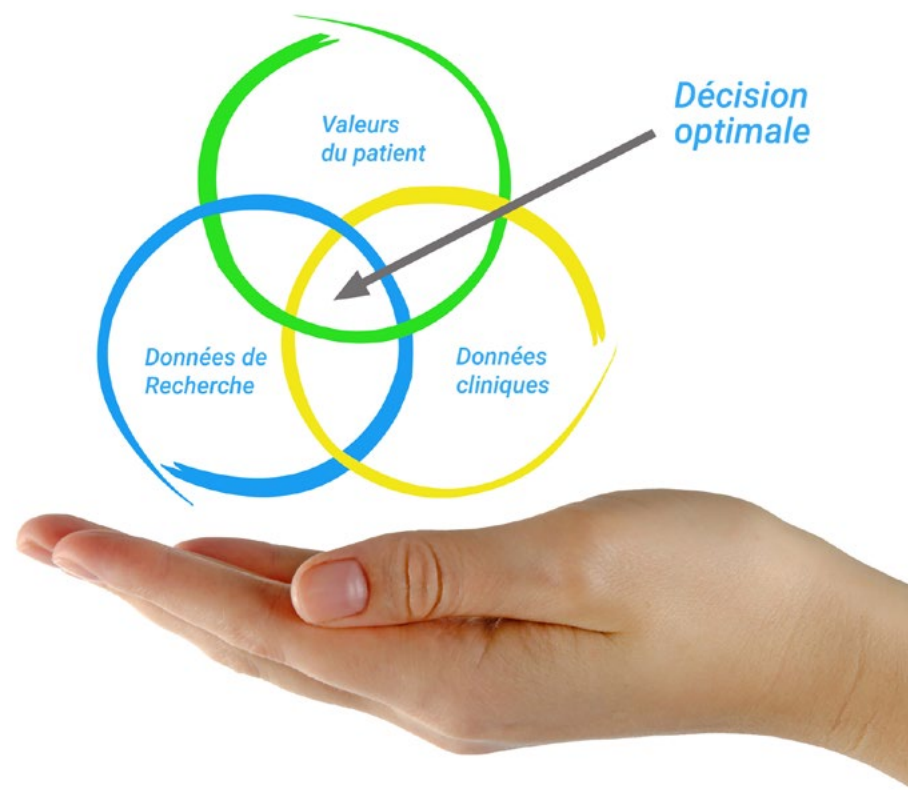 Valeurs
du patient
Décision
optimale
Données de
Recherche
Données
cliniques